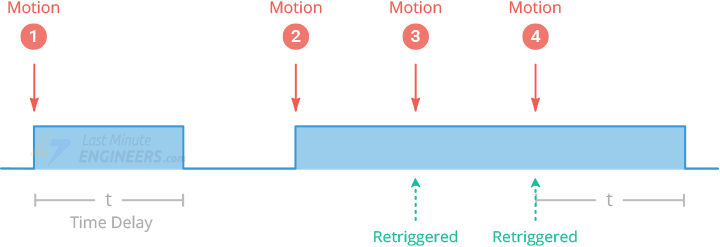 Motion Motion Motion Motion
1 2 3 4
Last Minute
ENGINEERS.com
t t
Time Delay
Retriggered Retriggered